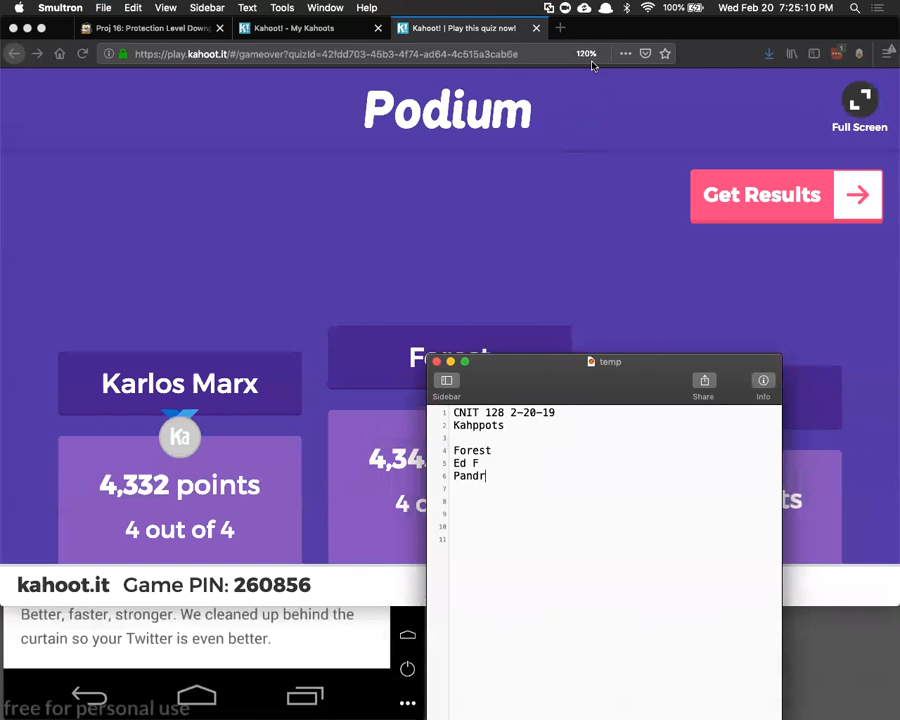 Smultron File Edit View Sidebar Text Tools Window Help 100% Wed Feb 20 7:25:10 PM
Proj 16: Protection Level Down
Kahoot! - My Kahoots
Kahoot! | Play this quiz now!
https://play.kahoot.it/#/gameover?quizId=42fdd703-45b3-4f74-ad64-4c515a3cab6e 120%
Podium
Full Screen
Get Results
Karlos Marx
Ka
4,332 points
4 out of 4
4,34
4 o
ts
temp
Sidebar
Share
Info
1 CNIT 128 2-20-19
2 Kahppots
3
4 Forest
5 Ed F
6 Pandr
7
8
9
10
11
kahoot.it Game PIN: 260856
Better, faster, stronger. We cleaned up behind the
curtain so your Twitter is even better.
free for personal use